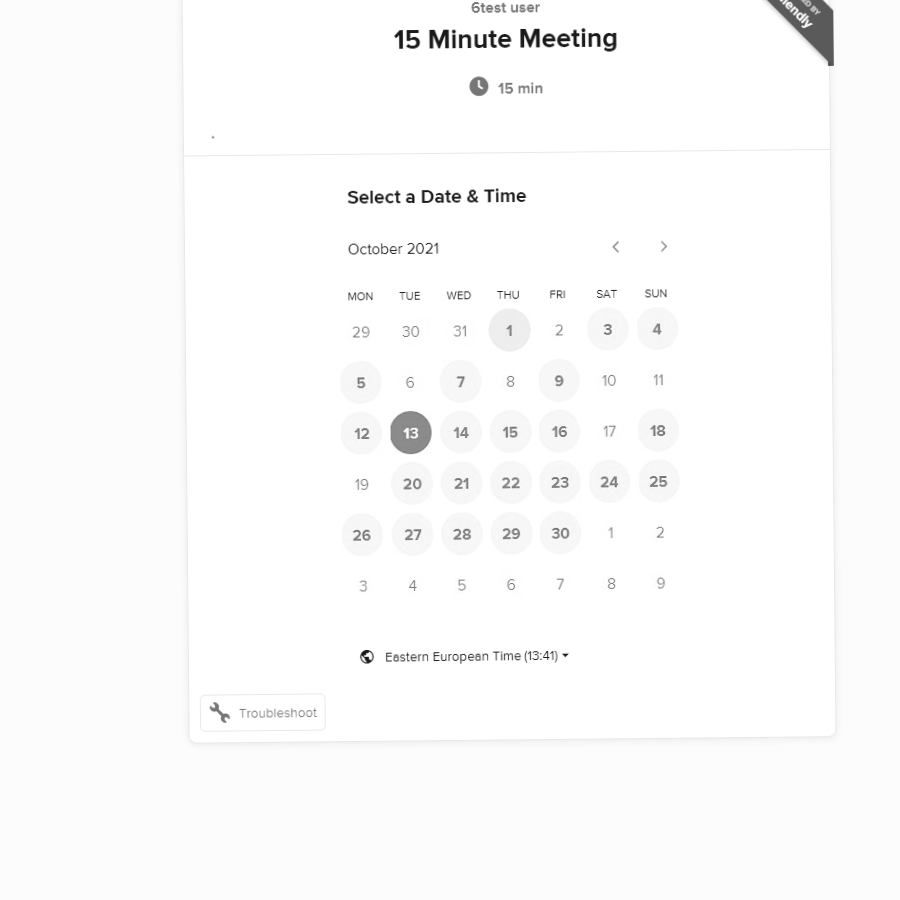 6test user
15 Minute Meeting
15 min
Select a Date & Time
October 2021
MON TUE WED THU FRI SAT SUN
29 30 31 1 2 3 4
5 6 7 8 9 10 11
12 13 14 15 16 17 18
19 20 21 22 23 24 25
26 27 28 29 30 1 2
3 4 5 6 7 8 9
Eastern European Time (13:41)
Troubleshoot